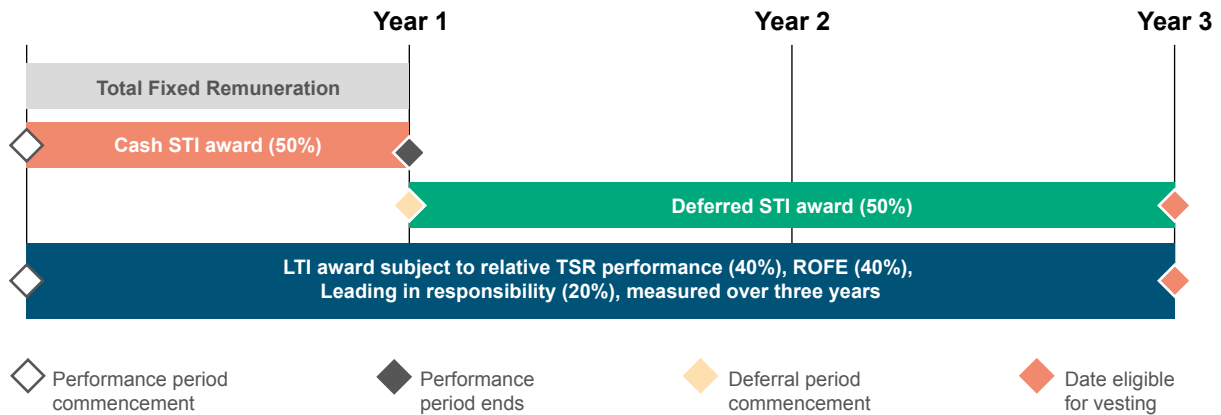 Year 1
Year 2
Year 3
Total Fixed Remuneration
Cash STI award (50%)
Deferred STI award (50%)
LTI award subject to relative TSR performance (40%), ROFE (40%),
Leading in responsibility (20%), measured over three years
Performance period
commencement
Performance
period ends
Deferral period
commencement
Date eligible
for vesting